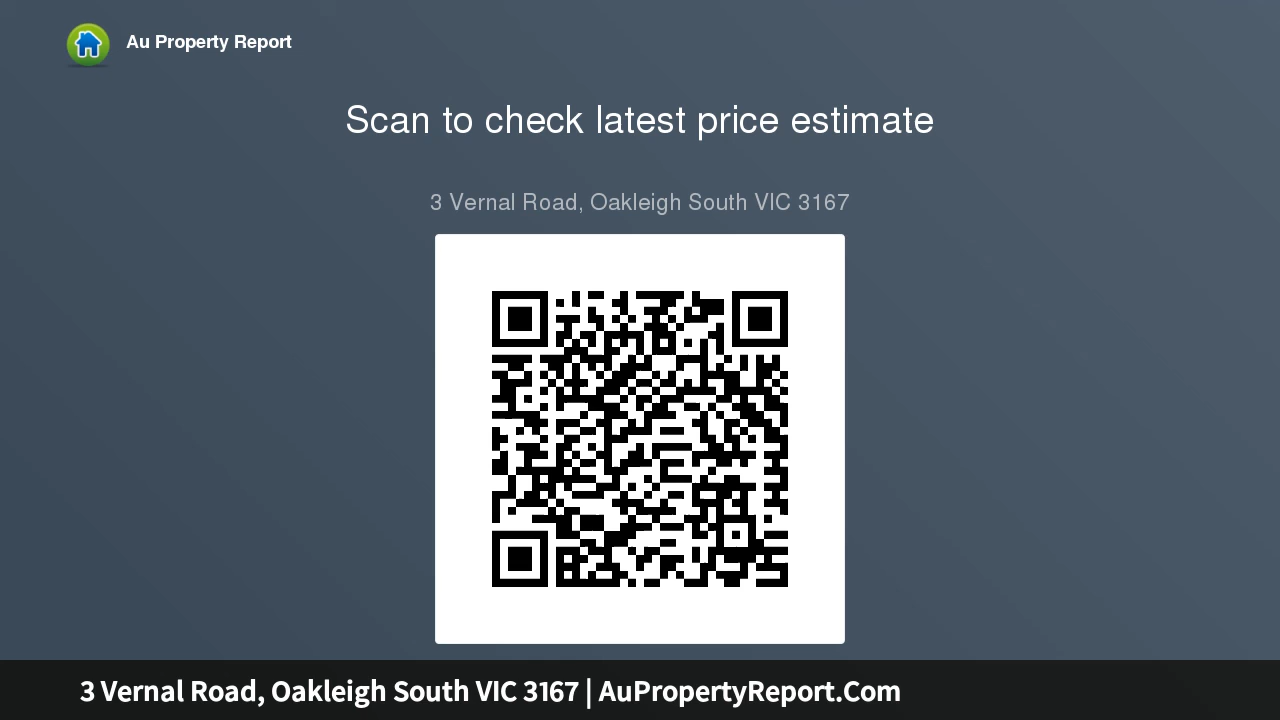 Au Property Report
Scan to check latest price estimate
3 Vernal Road, Oakleigh South VIC 3167
3 Vernal Road, Oakleigh South VIC 3167 | AuPropertyReport.Com